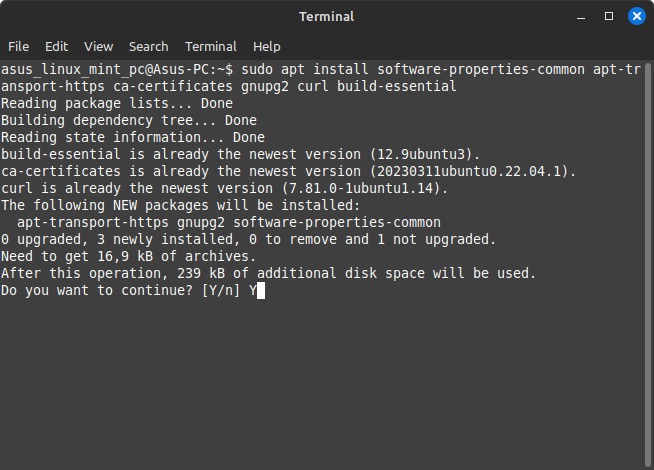 Terminal
File Edit View Search Terminal Help
asus_linux_mint_pc@Asus-PC:~$ sudo apt install software-properties-common apt-tr
ansport-https ca-certificates gnupg2 curl build-essential
Reading package lists... Done
Building dependency tree... Done
Reading state information... Done
build-essential is already the newest version (12.9ubuntu3).
ca-certificates is already the newest version (20230311ubuntu0.22.04.1).
curl is already the newest version (7.81.0-1ubuntu1.14).
The following NEW packages will be installed:
  apt-transport-https gnupg2 software-properties-common
0 upgraded, 3 newly installed, 0 to remove and 1 not upgraded.
Need to get 16,9 kB of archives.
After this operation, 239 kB of additional disk space will be used.
Do you want to continue? [Y/n] Y